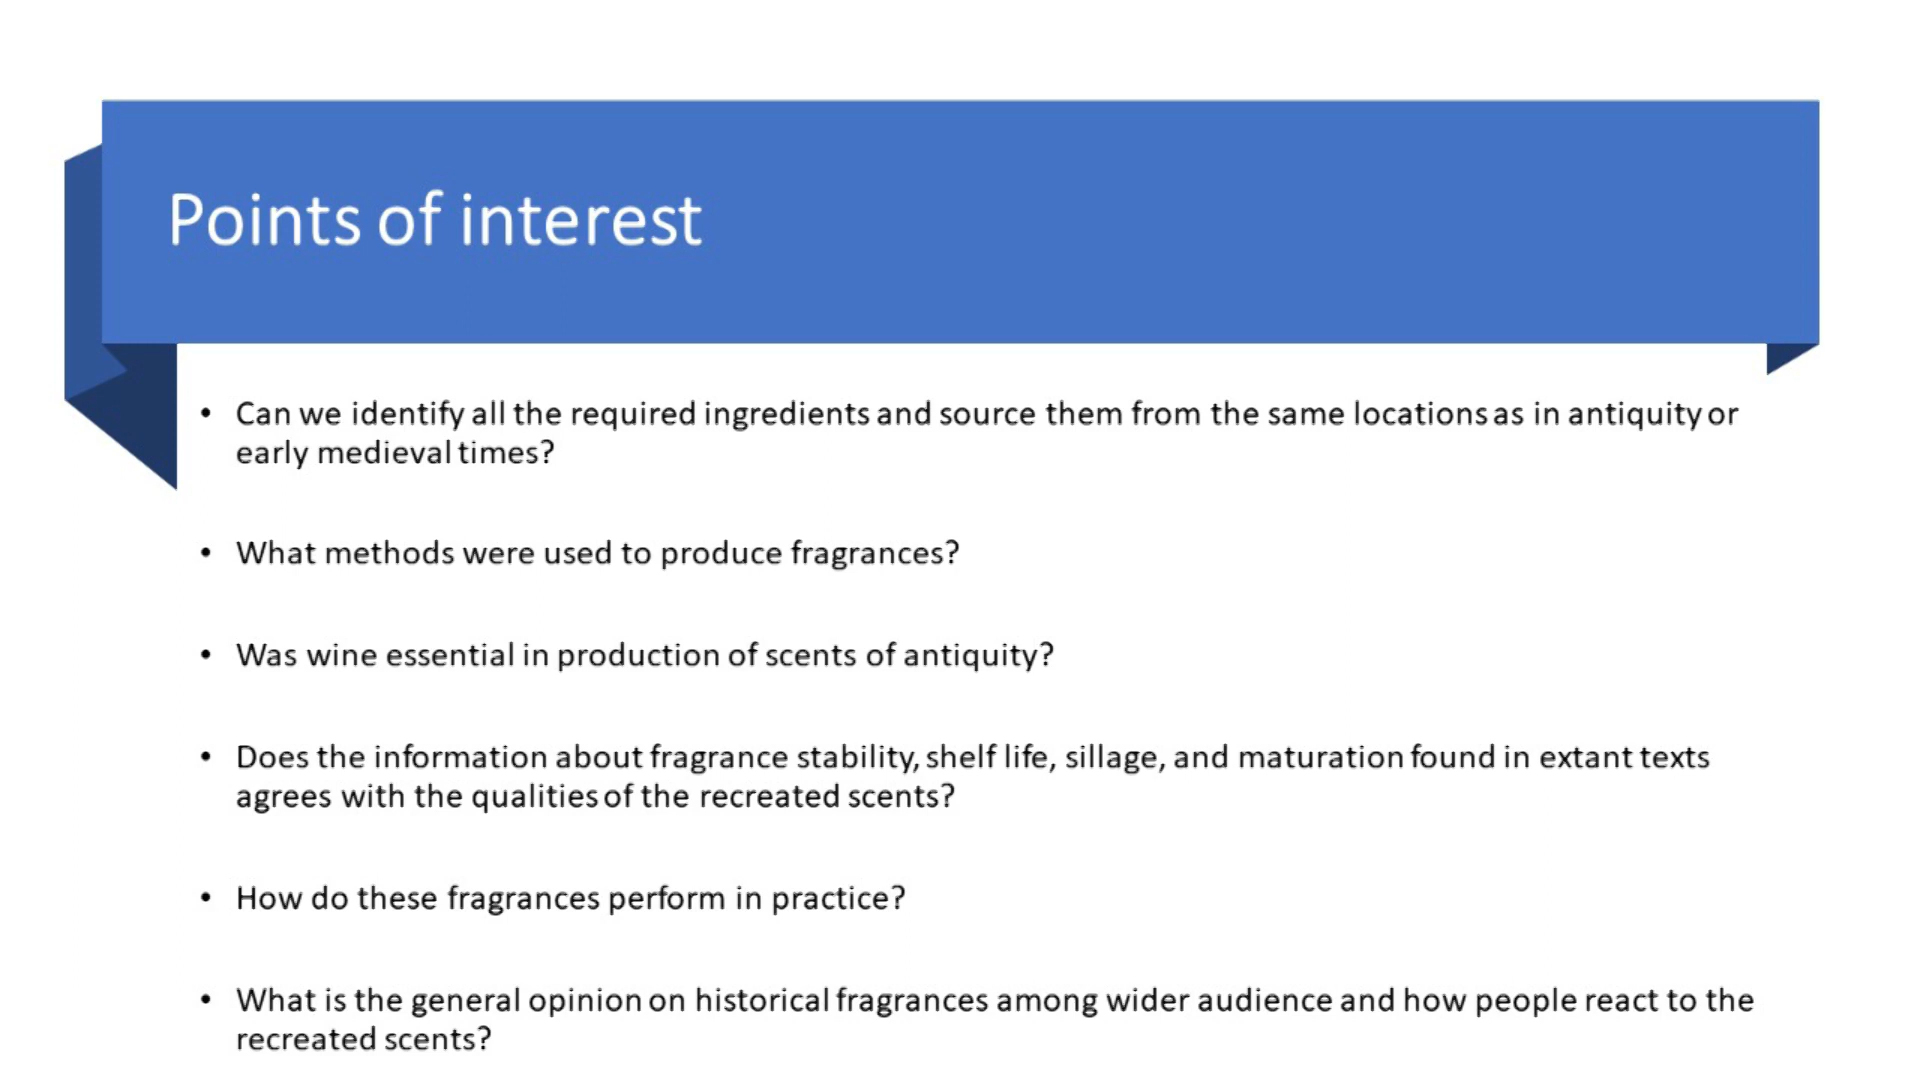 Points of interest
• Can we identify all the required ingredients and source them from the same locations as in antiquity or
early medieval times?
• What methods were used to produce fragrances?
• Was wine essential in production of scents of antiquity?
• Does the information about fragrance stability, shelf life, sillage, and maturation found in extant texts
agrees with the qualities of the recreated scents?
• How do these fragrances perform in practice?
• What is the general opinion on historical fragrances among wider audience and how people react to the
recreated scents?